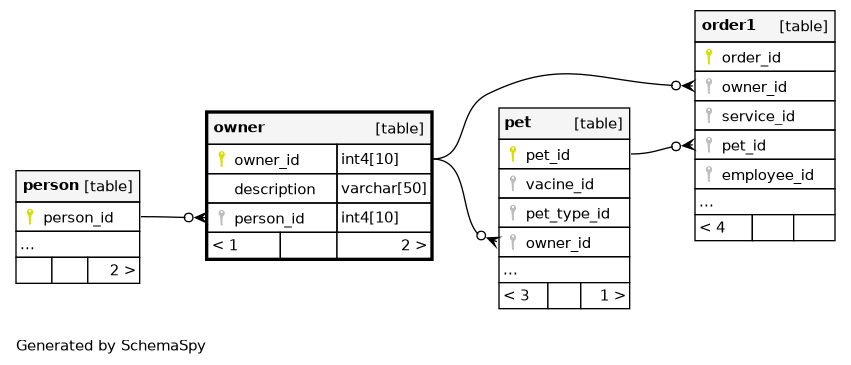 person [table]
person_id
...
2 >
owner [table]
owner_id int4[10]
description varchar[50]
person_id int4[10]
< 1 2 >
pet [table]
pet_id
vacine_id
pet_type_id
owner_id
...
< 3 1 >
order1 [table]
order_id
owner_id
service_id
pet_id
employee_id
...
< 4
Generated by SchemaSpy